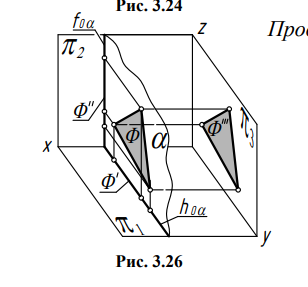 Рис. 3.24
Прое
f₀α
z
π₂
Ф''
Ф
α
Ф'''
π₃
x
Ф'
π₁
h₀α
y
Рис. 3.26